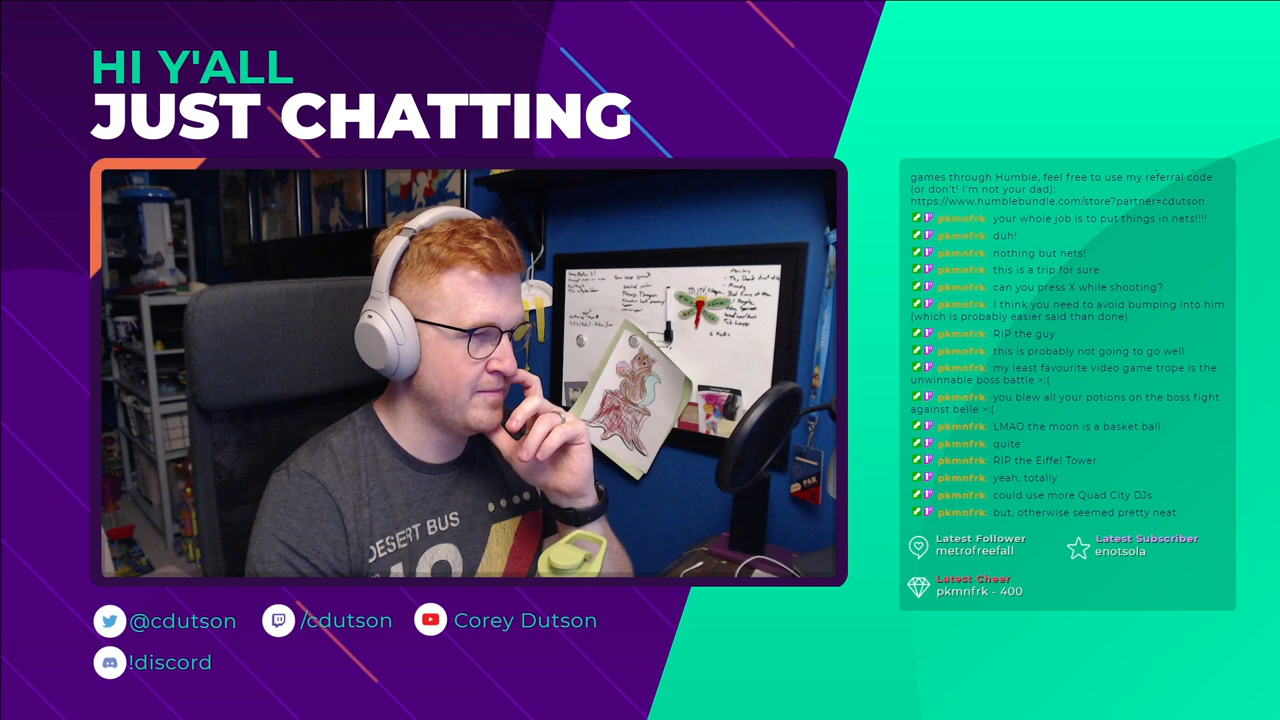 HI Y'ALL
JUST CHATTING
games through Humble, feel free to use my referral code
(or don't! I'm not your dad):
https://www.humblebundle.com/store?partner=cdutson
pkmnfrk: your whole job is to put things in nets!!!!
pkmnfrk: duh!
pkmnfrk: nothing but nets!
pkmnfrk: this is a trip for sure
pkmnfrk: can you press X while shooting?
pkmnfrk: I think you need to avoid bumping into him
(which is probably easier said than done)
pkmnfrk: RIP the guy
pkmnfrk: this is probably not going to go well
pkmnfrk: my least favourite video game trope is the
unwinnable boss battle >:(
pkmnfrk: you blew all your potions on the boss fight
against belle >:(
pkmnfrk: LMAO the moon is a basket ball
pkmnfrk: quite
pkmnfrk: RIP the Eiffel Tower
pkmnfrk: yeah, totally
pkmnfrk: could use more Quad City DJs
pkmnfrk: but, otherwise seemed pretty neat
Latest Follower
metrofreefall
Latest Subscriber
enotsola
Latest Cheer
pkmnfrk - 400
DESERT BUS
10
@cdutson
/cdutson
Corey Dutson
!discord